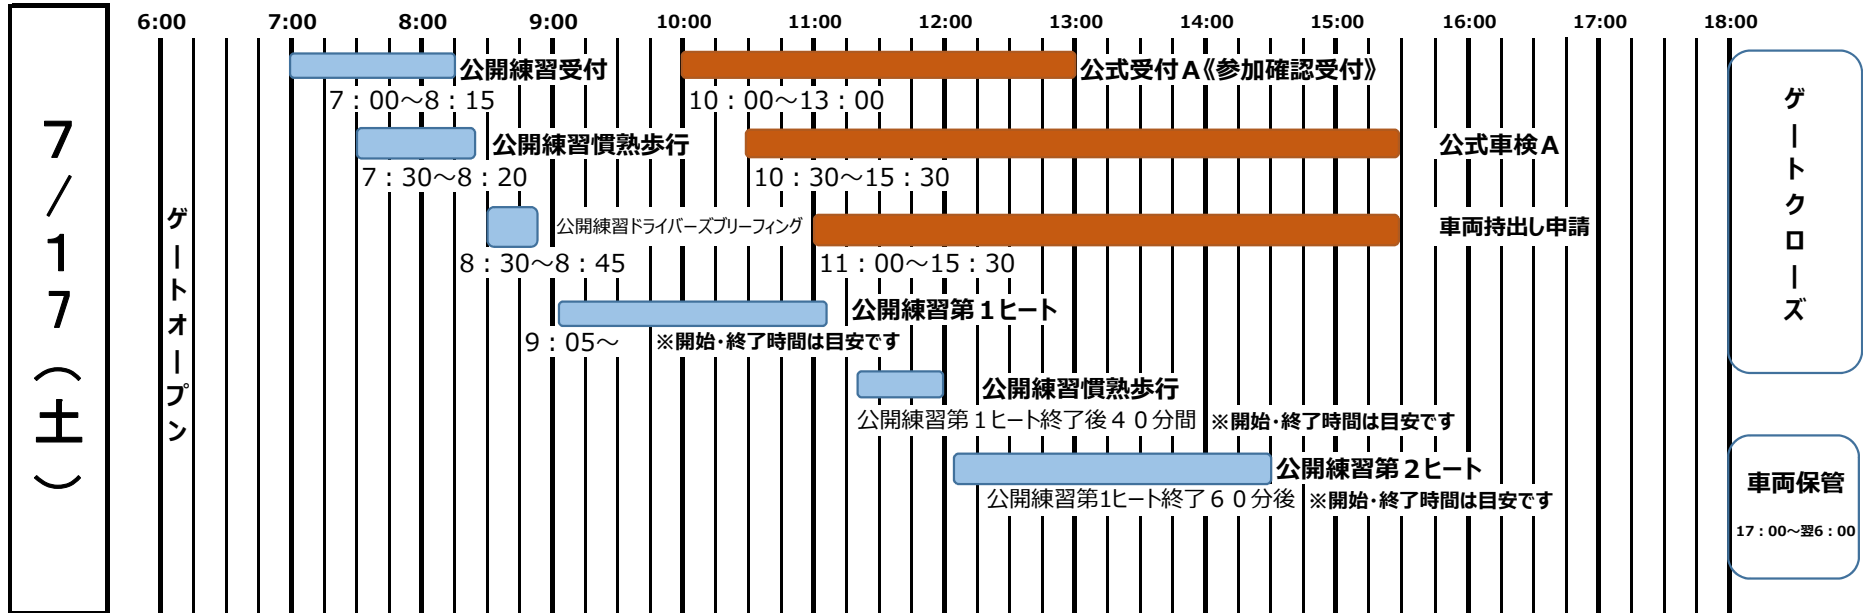 6:00 7:00 8:00 9:00 10:00 11:00 12:00 13:00 14:00 15:00 16:00 17:00 18:00
7/17(土)
ゲートオープン
公開練習受付
7：00～8：15
公式受付A《参加確認受付》
10：00～13：00
公開練習慣熟歩行
7：30～8：20
公式車検A
10：30～15：30
公開練習ドライバーズブリーフィング
8：30～8：45
車両持出し申請
11：00～15：30
公開練習第１ヒート
9：05～ ※開始・終了時間は目安です
公開練習慣熟歩行
公開練習第１ヒート終了後４０分間 ※開始・終了時間は目安です
公開練習第２ヒート
公開練習第1ヒート終了６０分後 ※開始・終了時間は目安です
ゲートクローズ
車両保管
17：00～翌6：00